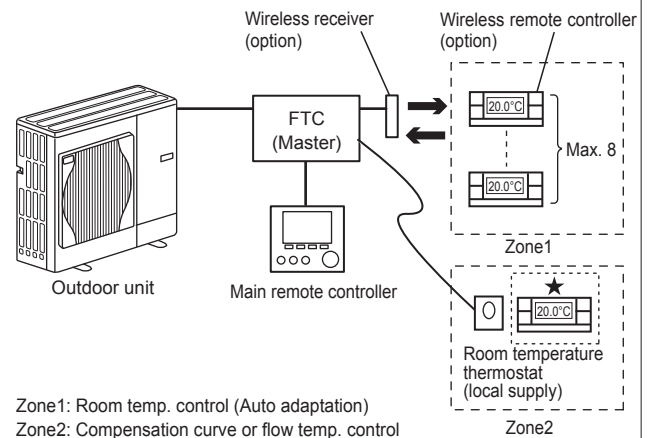 Wireless receiver
(option)
Wireless remote controller
(option)
FTC
(Master)
20.0°C
Max. 8
20.0°C
Zone1
Outdoor unit
Main remote controller
★
20.0°C
Room temperature
thermostat
(local supply)
Zone2
Zone1: Room temp. control (Auto adaptation)
Zone2: Compensation curve or flow temp. control